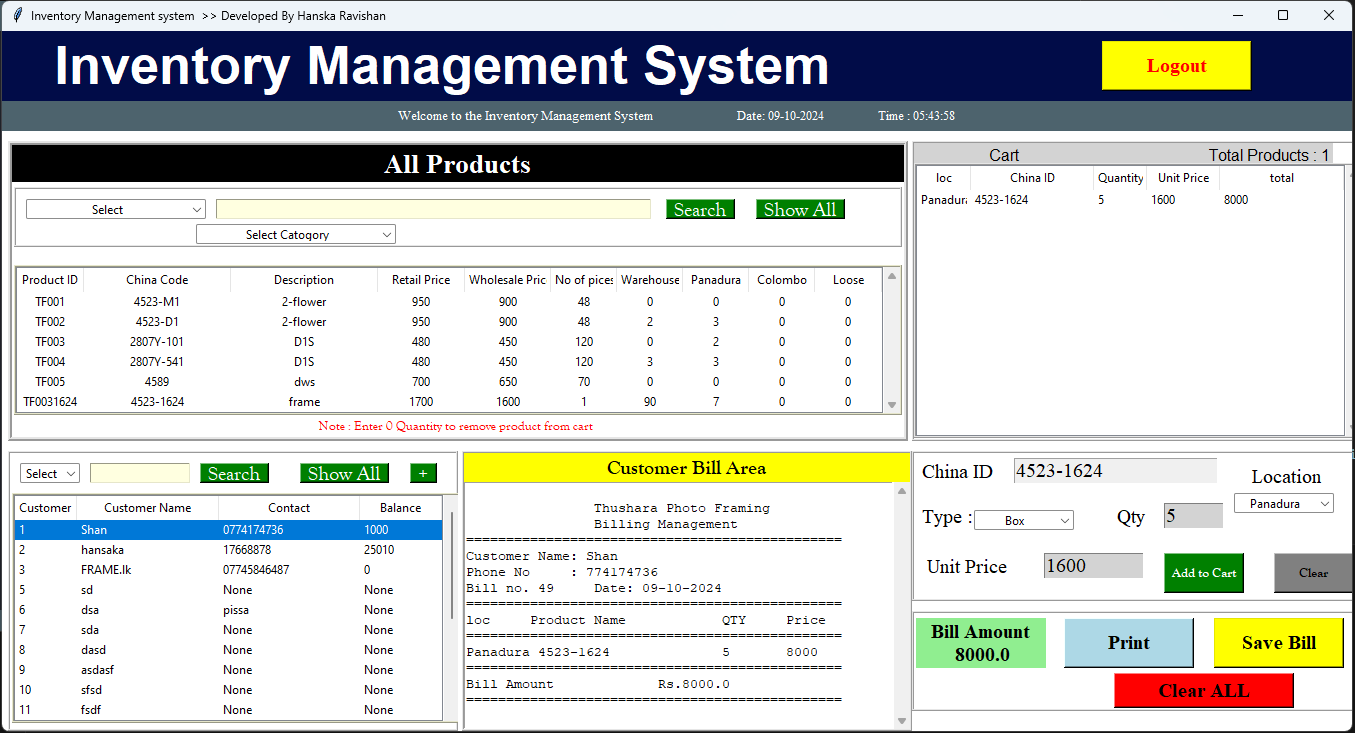 Inventory Management system >> Developed By Hanska Ravishan
Inventory Management System
Logout
Welcome to the Inventory Management System Date: 09-10-2024 Time : 05:43:58
All Products
Select Search Show All
Select Catogory
Product ID China Code Description Retail Price Wholesale Pric No of pices Warehouse Panadura Colombo Loose
TF001 4523-M1 2-flower 950 900 48 0 0 0 0
TF002 4523-D1 2-flower 950 900 48 2 3 0 0
TF003 2807Y-101 D1S 480 450 120 0 2 0 0
TF004 2807Y-541 D1S 480 450 120 3 3 0 0
TF005 4589 dws 700 650 70 0 0 0 0
TF0031624 4523-1624 frame 1700 1600 1 90 7 0 0
Note : Enter 0 Quantity to remove product from cart
Cart Total Products : 1
loc China ID Quantity Unit Price total
Panadura 4523-1624 5 1600 8000
Select Search Show All +
Customer Customer Name Contact Balance
1 Shan 0774174736 1000
2 hansaka 17668878 25010
3 FRAME.lk 07745846487 0
5 sd None None
6 dsa pissa None
7 sda None None
8 dasd None None
9 asdasf None None
10 sfsd None None
11 fsdf None None
Customer Bill Area
Thushara Photo Framing
Billing Management
===============================================
Customer Name: Shan
Phone No : 774174736
Bill no. 49 Date: 09-10-2024
===============================================
loc Product Name QTY Price
===============================================
Panadura 4523-1624 5 8000
===============================================
Bill Amount Rs.8000.0
===============================================
China ID 4523-1624 Location
Type : Box Qty 5 Panadura
Unit Price 1600 Add to Cart Clear
Bill Amount
8000.0
Print Save Bill
Clear ALL